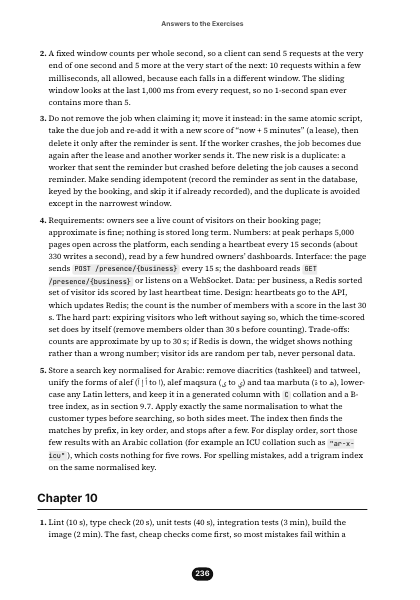 Answers to the Exercises
2. A fixed window counts per whole second, so a client can send 5 requests at the very
end of one second and 5 more at the very start of the next: 10 requests within a few
milliseconds, all allowed, because each falls in a different window. The sliding
window looks at the last 1,000 ms from every request, so no 1-second span ever
contains more than 5.
3. Do not remove the job when claiming it; move it instead: in the same atomic script,
take the due job and re-add it with a new score of “now + 5 minutes” (a lease), then
delete it only after the reminder is sent. If the worker crashes, the job becomes due
again after the lease and another worker sends it. The new risk is a duplicate: a
worker that sent the reminder but crashed before deleting the job causes a second
reminder. Make sending idempotent (record the reminder as sent in the database,
keyed by the booking, and skip it if already recorded), and the duplicate is avoided
except in the narrowest window.
4. Requirements: owners see a live count of visitors on their booking page;
approximate is fine; nothing is stored long term. Numbers: at peak perhaps 5,000
pages open across the platform, each sending a heartbeat every 15 seconds (about
330 writes a second), read by a few hundred owners’ dashboards. Interface: the page
sends POST /presence/{business} every 15 s; the dashboard reads GET
/presence/{business} or listens on a WebSocket. Data: per business, a Redis sorted
set of visitor ids scored by last heartbeat time. Design: heartbeats go to the API,
which updates Redis; the count is the number of members with a score in the last 30
s. The hard part: expiring visitors who left without saying so, which the time-scored
set does by itself (remove members older than 30 s before counting). Trade-offs:
counts are approximate by up to 30 s; if Redis is down, the widget shows nothing
rather than a wrong number; visitor ids are random per tab, never personal data.
5. Store a search key normalised for Arabic: remove diacritics (tashkeel) and tatweel,
unify the forms of alef (أ إ آ to ا), alef maqsura (ى to ي) and taa marbuta (ة to ه), lower-
case any Latin letters, and keep it in a generated column with C collation and a B-
tree index, as in section 9.7. Apply exactly the same normalisation to what the
customer types before searching, so both sides meet. The index then finds the
matches by prefix, in key order, and stops after a few. For display order, sort those
few results with an Arabic collation (for example an ICU collation such as "ar-x-
icu"), which costs nothing for five rows. For spelling mistakes, add a trigram index
on the same normalised key.
Chapter 10
1. Lint (10 s), type check (20 s), unit tests (40 s), integration tests (3 min), build the
image (2 min). The fast, cheap checks come first, so most mistakes fail within a
236